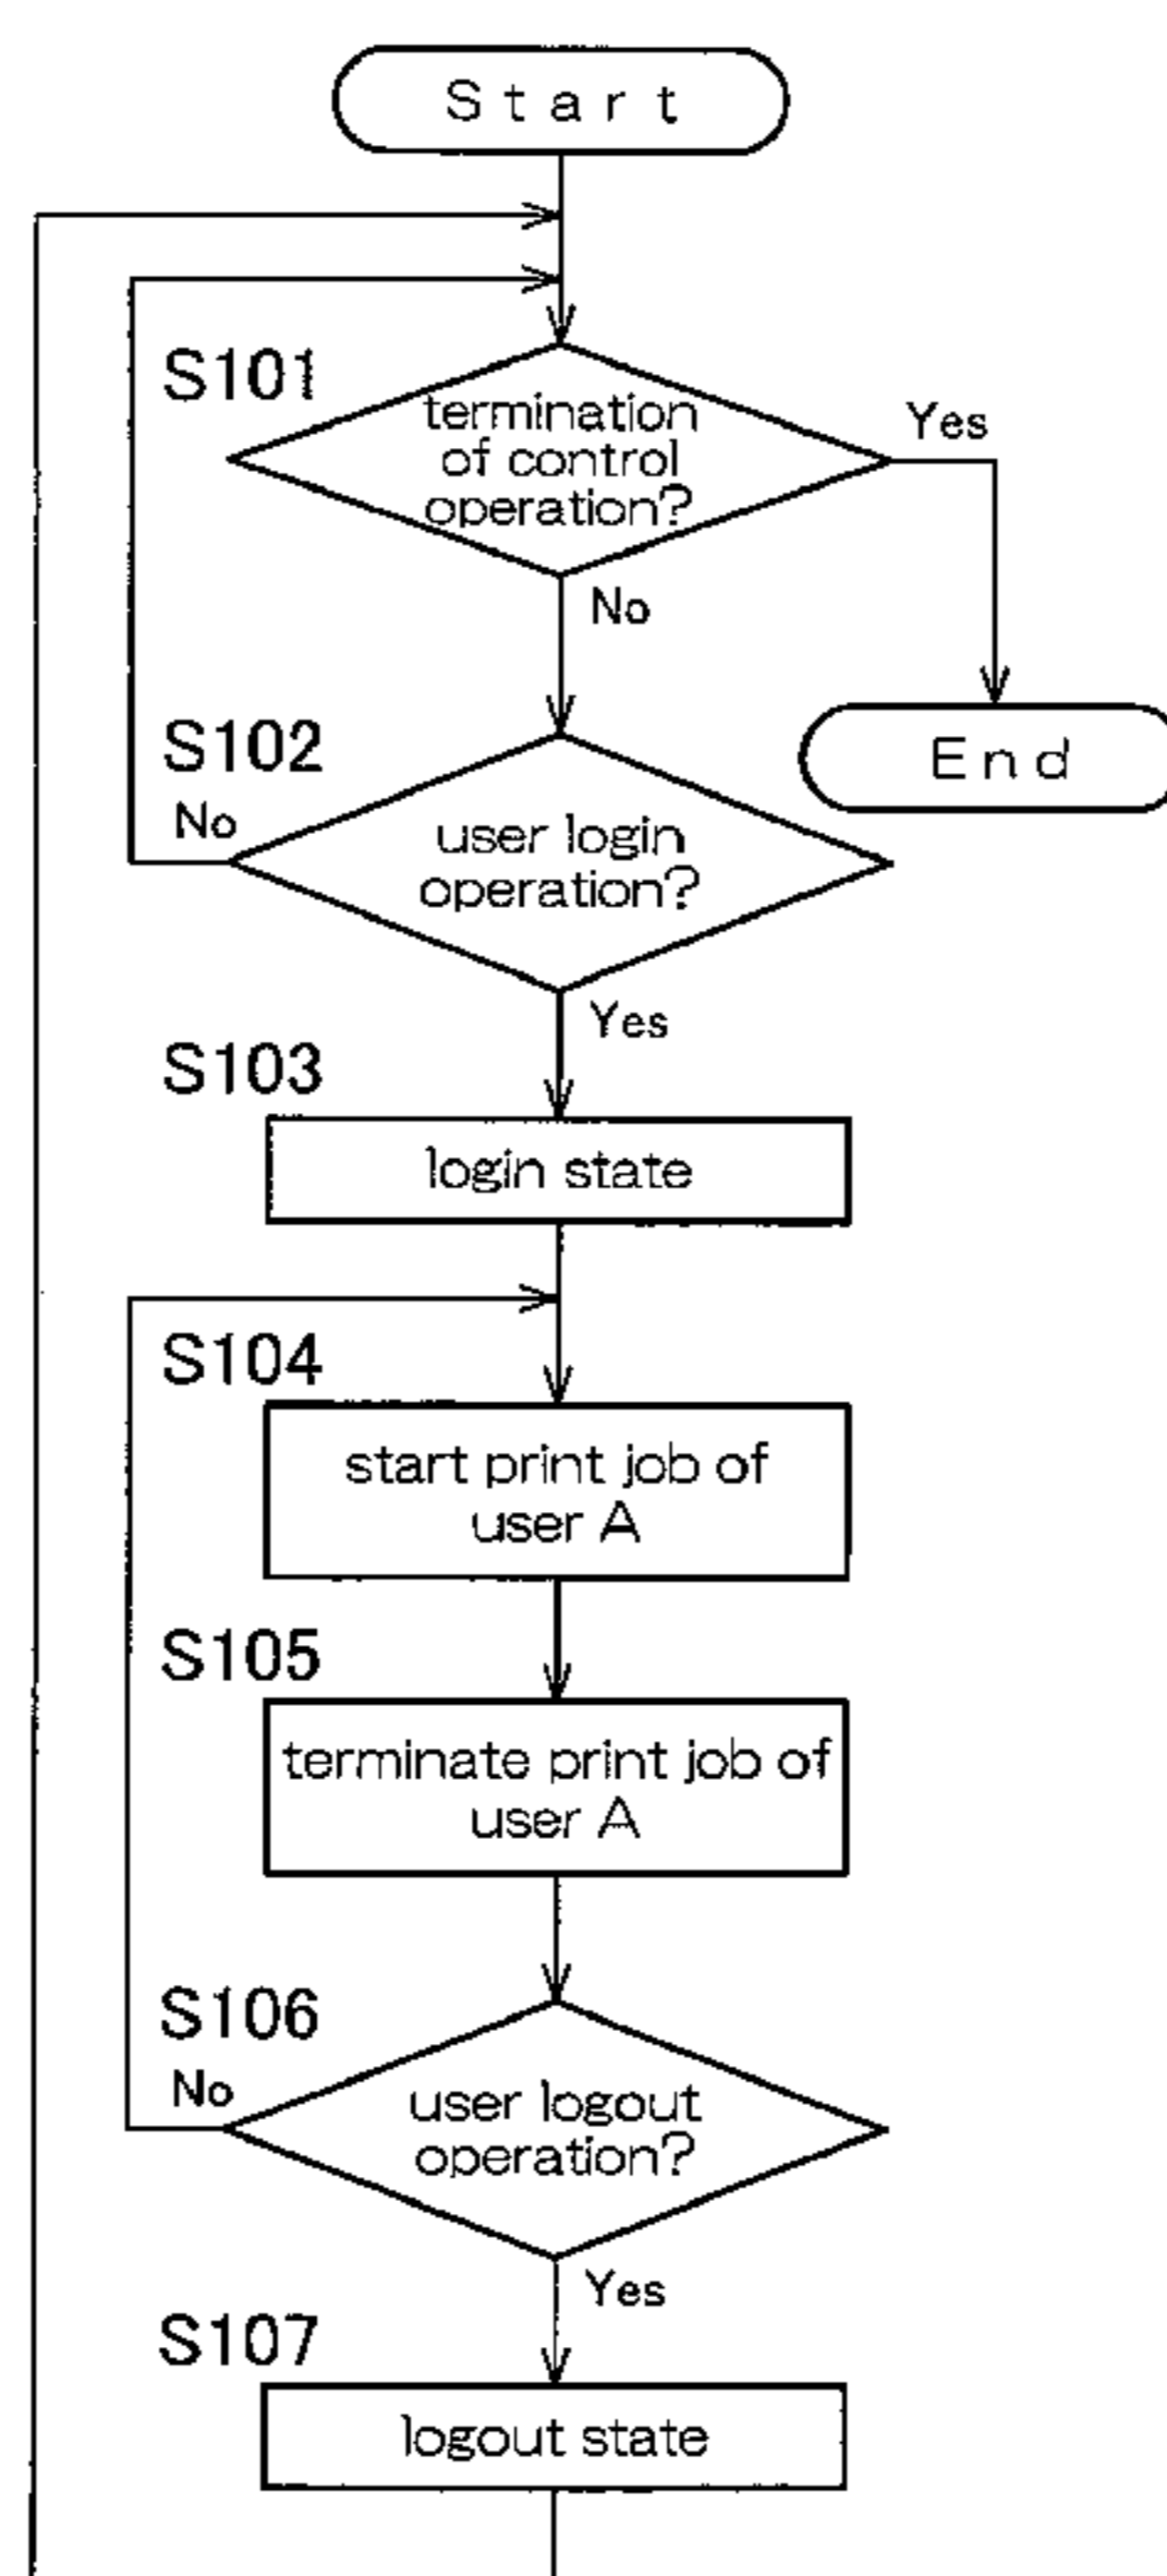 Start
S101
termination
of control
operation?
Yes
No
S102
End
No
user login
operation?
Yes
S103
login state
S104
start print job of
user A
S105
terminate print job of
user A
S106
No
user logout
operation?
Yes
S107
logout state